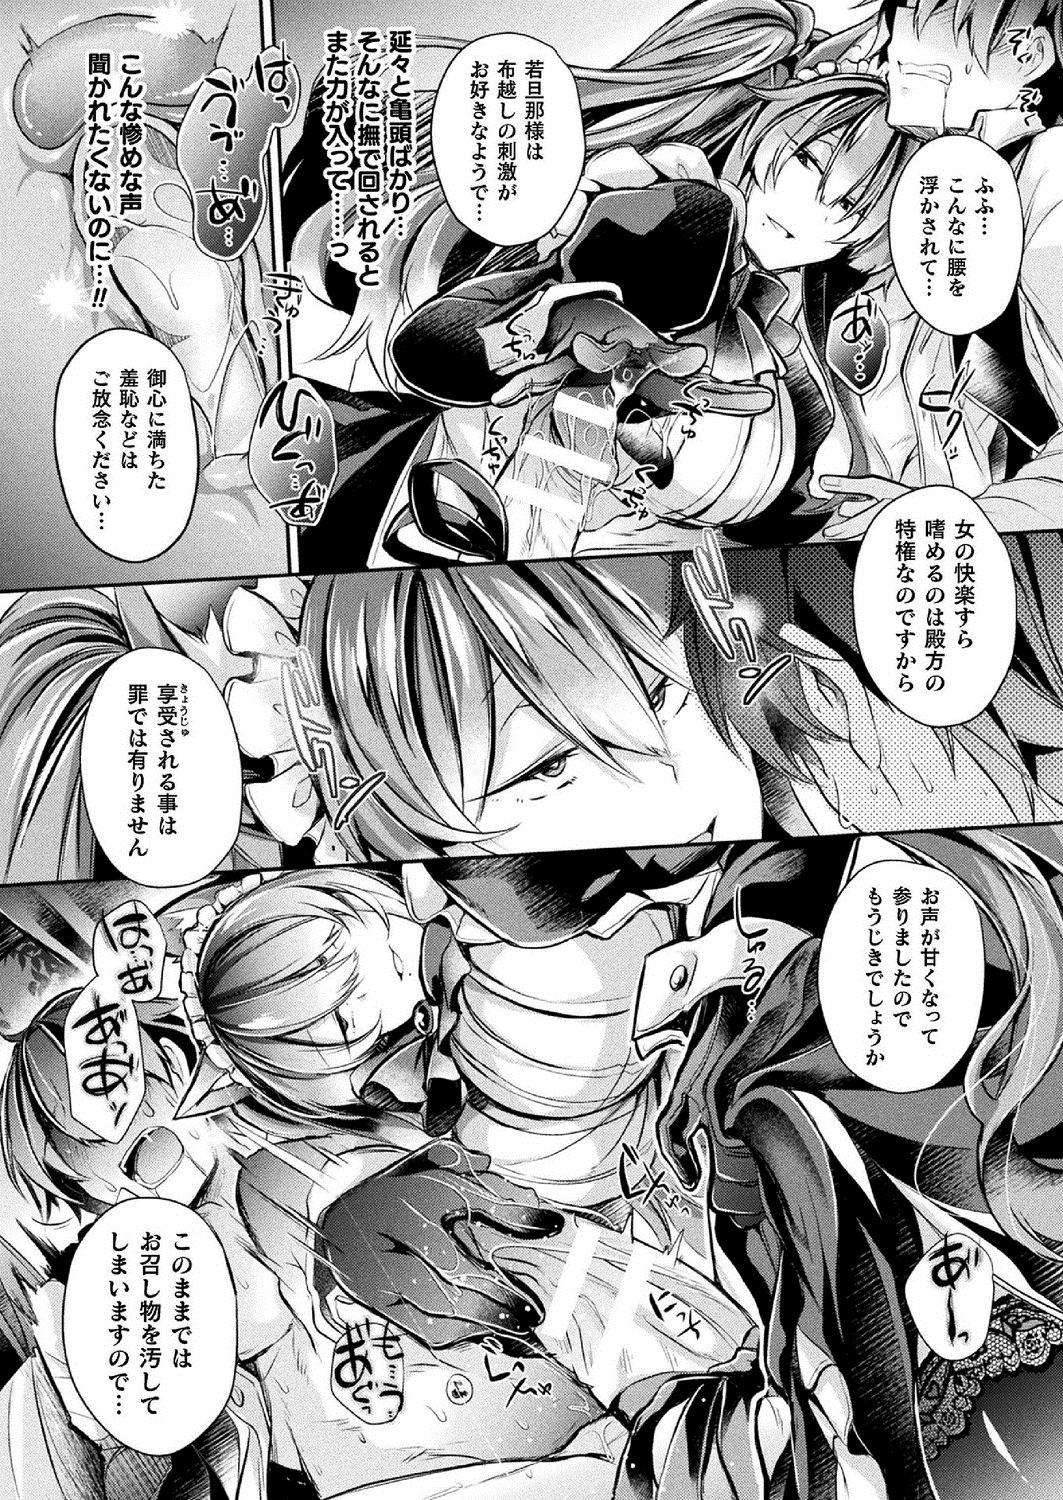 ふふ…
こんなに腰を
浮かされて…
若旦那様は
布越しの刺激が
お好きなようで…
延々と亀頭ばかり…
そんなに撫で回されると
また力が入って……っ
こんな惨めな声
聞かれたくないのに…!!
御心に満ちた
羞恥などは
ご放念ください…
女の快楽すら
嗜めるのは殿方の
特権なのですから
享受される事は
きょうじゅ
罪では有りません
お声が甘くなって
参りましたので
もうじきでしょうか
このままでは
お召し物を汚して
しまいますので…